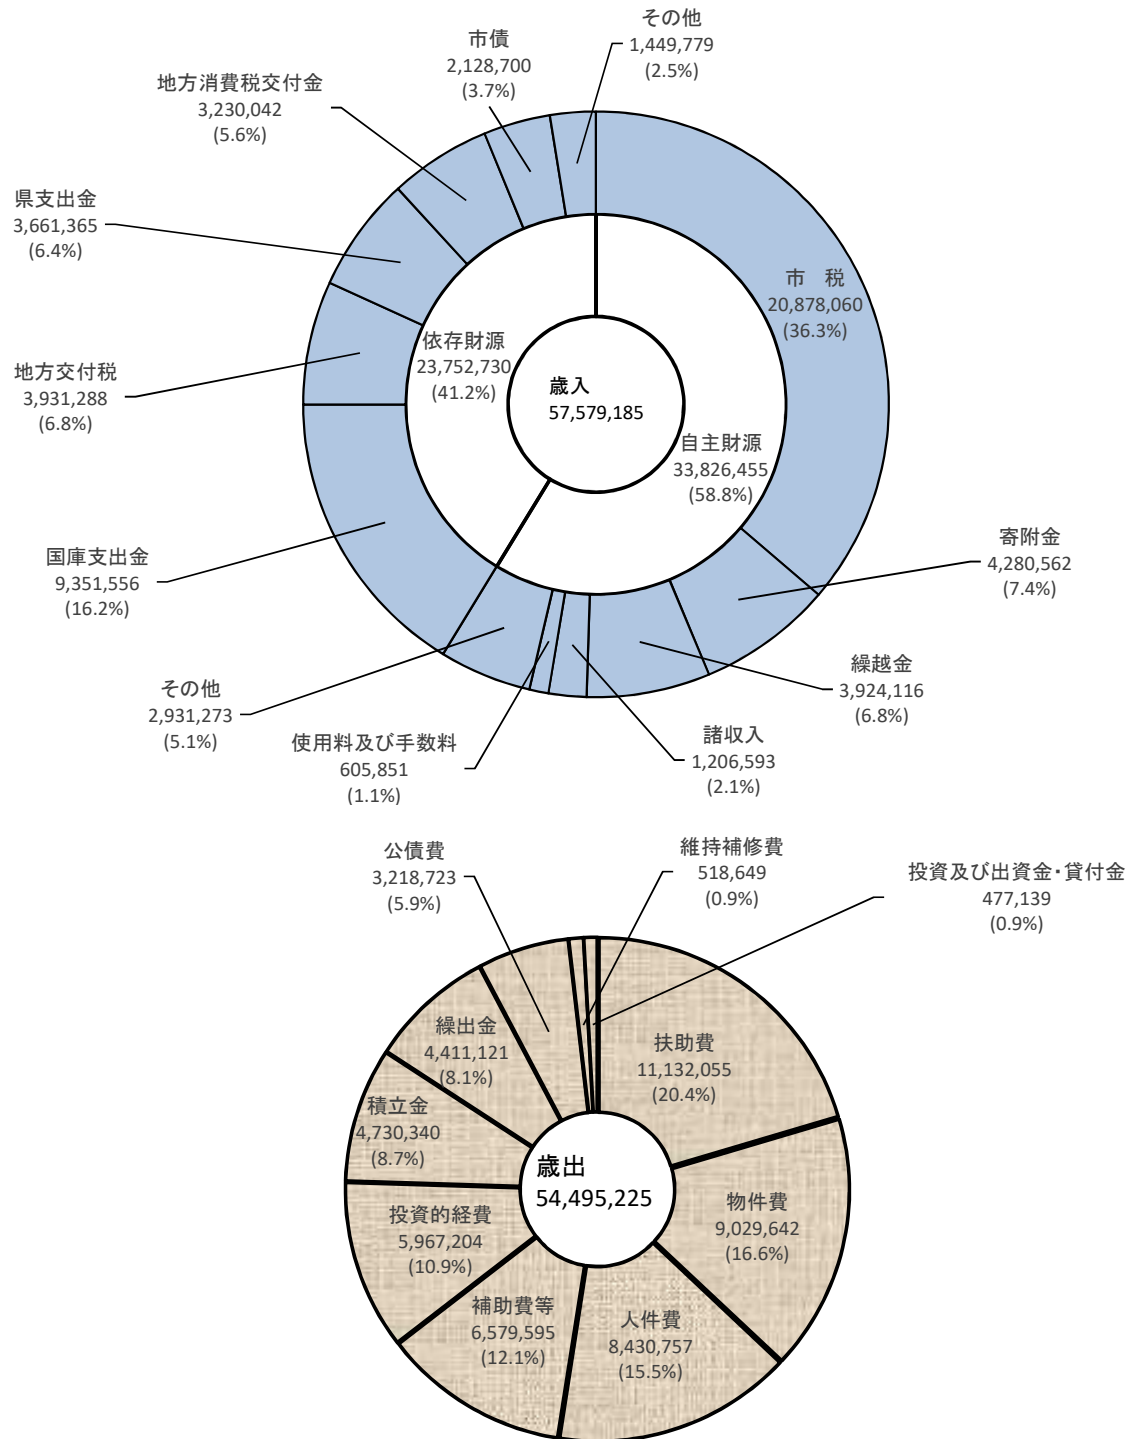 その他
1,449,779
(2.5%)
市債
2,128,700
(3.7%)
地方消費税交付金
3,230,042
(5.6%)
県支出金
3,661,365
(6.4%)
地方交付税
3,931,288
(6.8%)
国庫支出金
9,351,556
(16.2%)
その他
2,931,273
(5.1%)
使用料及び手数料
605,851
(1.1%)
諸収入
1,206,593
(2.1%)
繰越金
3,924,116
(6.8%)
寄附金
4,280,562
(7.4%)
市　税
20,878,060
(36.3%)
依存財源
23,752,730
(41.2%)
歳入
57,579,185
自主財源
33,826,455
(58.8%)
公債費
3,218,723
(5.9%)
維持補修費
518,649
(0.9%)
投資及び出資金・貸付金
477,139
(0.9%)
扶助費
11,132,055
(20.4%)
物件費
9,029,642
(16.6%)
人件費
8,430,757
(15.5%)
補助費等
6,579,595
(12.1%)
投資的経費
5,967,204
(10.9%)
積立金
4,730,340
(8.7%)
繰出金
4,411,121
(8.1%)
歳出
54,495,225